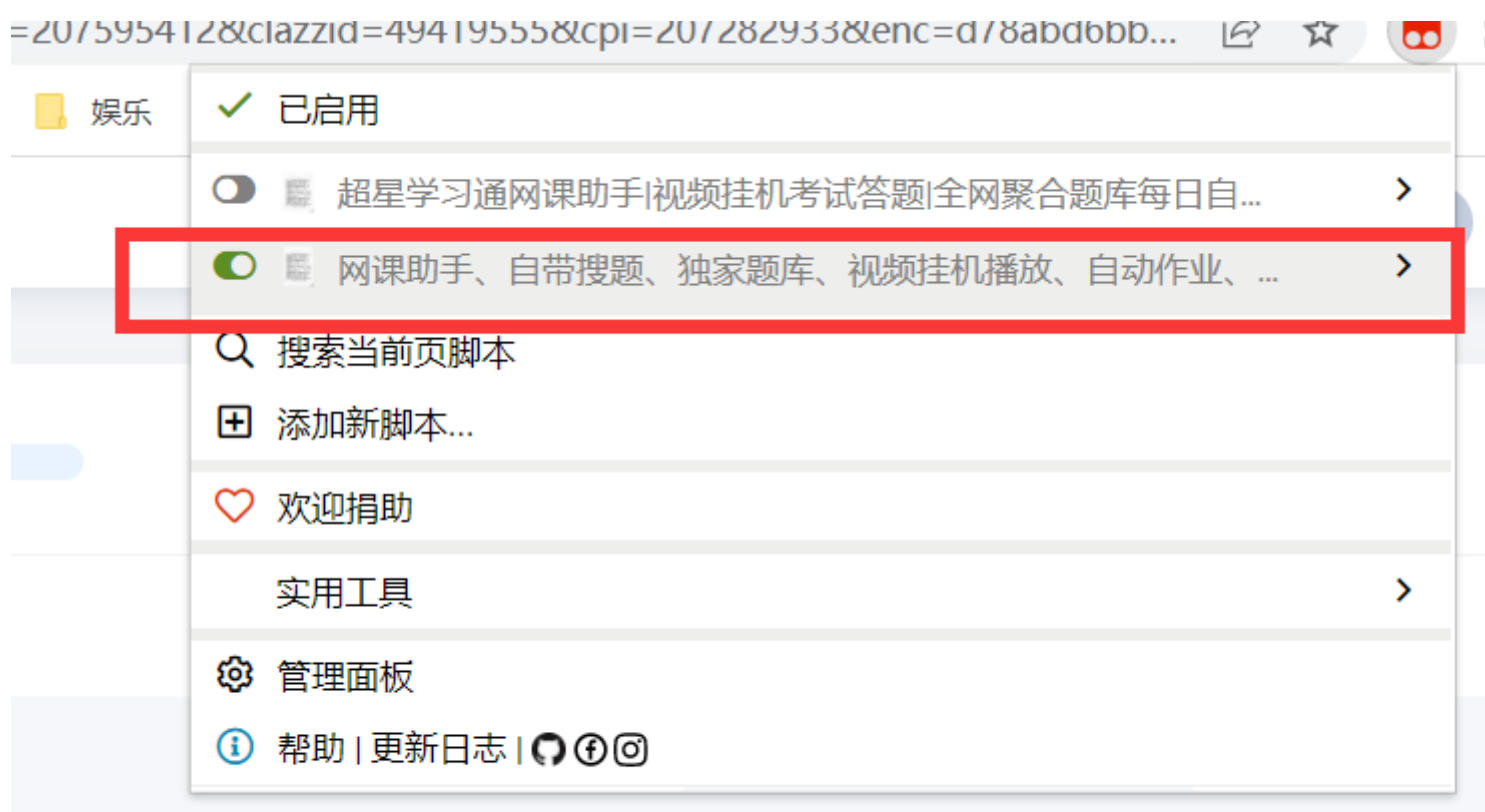 =207595412&clazzid=49419555&cpi=207282933&enc=d78abd6bb...
娱乐
已启用
超星学习通网课助手|视频挂机考试答题|全网聚合题库每日自...
网课助手、自带搜题、独家题库、视频挂机播放、自动作业、...
搜索当前页脚本
添加新脚本...
欢迎捐助
实用工具
管理面板
帮助 | 更新日志 |